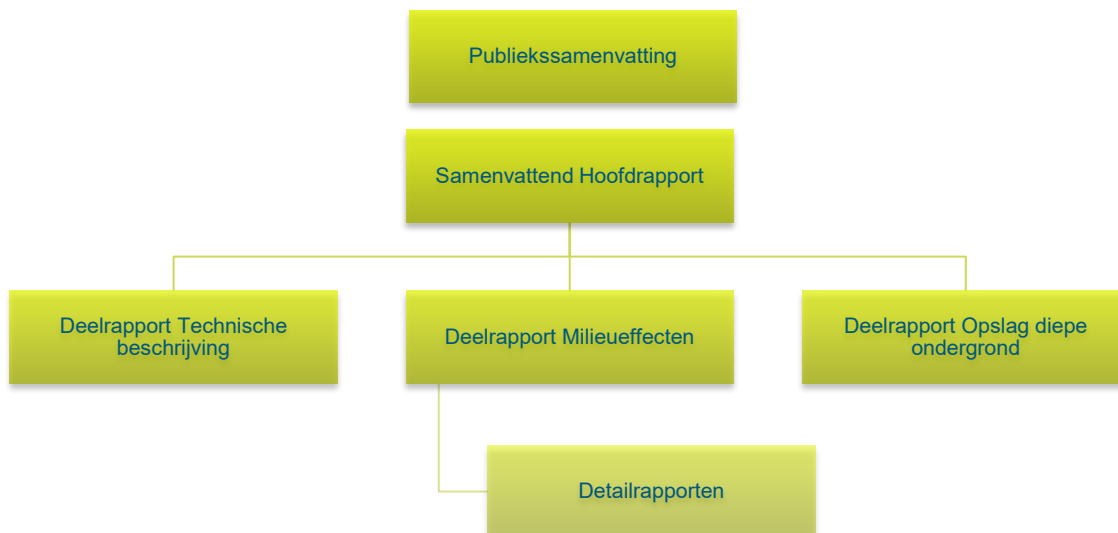 Publiekssamenvatting
Samenvattend Hoofdrapport
Deelrapport Technische
beschrijving
Deelrapport Milieueffecten
Deelrapport Opslag diepe
ondergrond
Detailrapporten